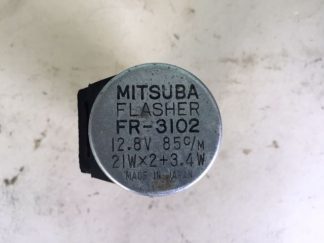 MITSUBA
FLASHER
FR-3102
12.8V 85c/M
21W×2+3.4W
MADE IN JAPAN